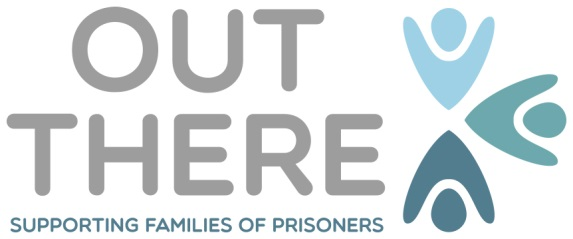 OUT
THERE
SUPPORTING FAMILIES OF PRISONERS